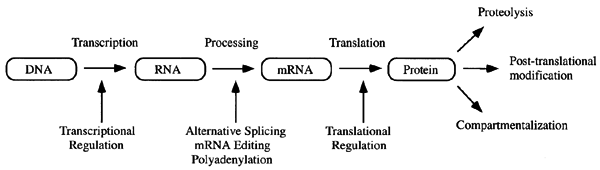 Proteolysis
Transcription
Processing
Translation
DNA
RNA
mRNA
Protein
Post-translational
modification
Transcriptional
Regulation
Alternative Splicing
mRNA Editing
Polyadenylation
Translational
Regulation
Compartmentalization